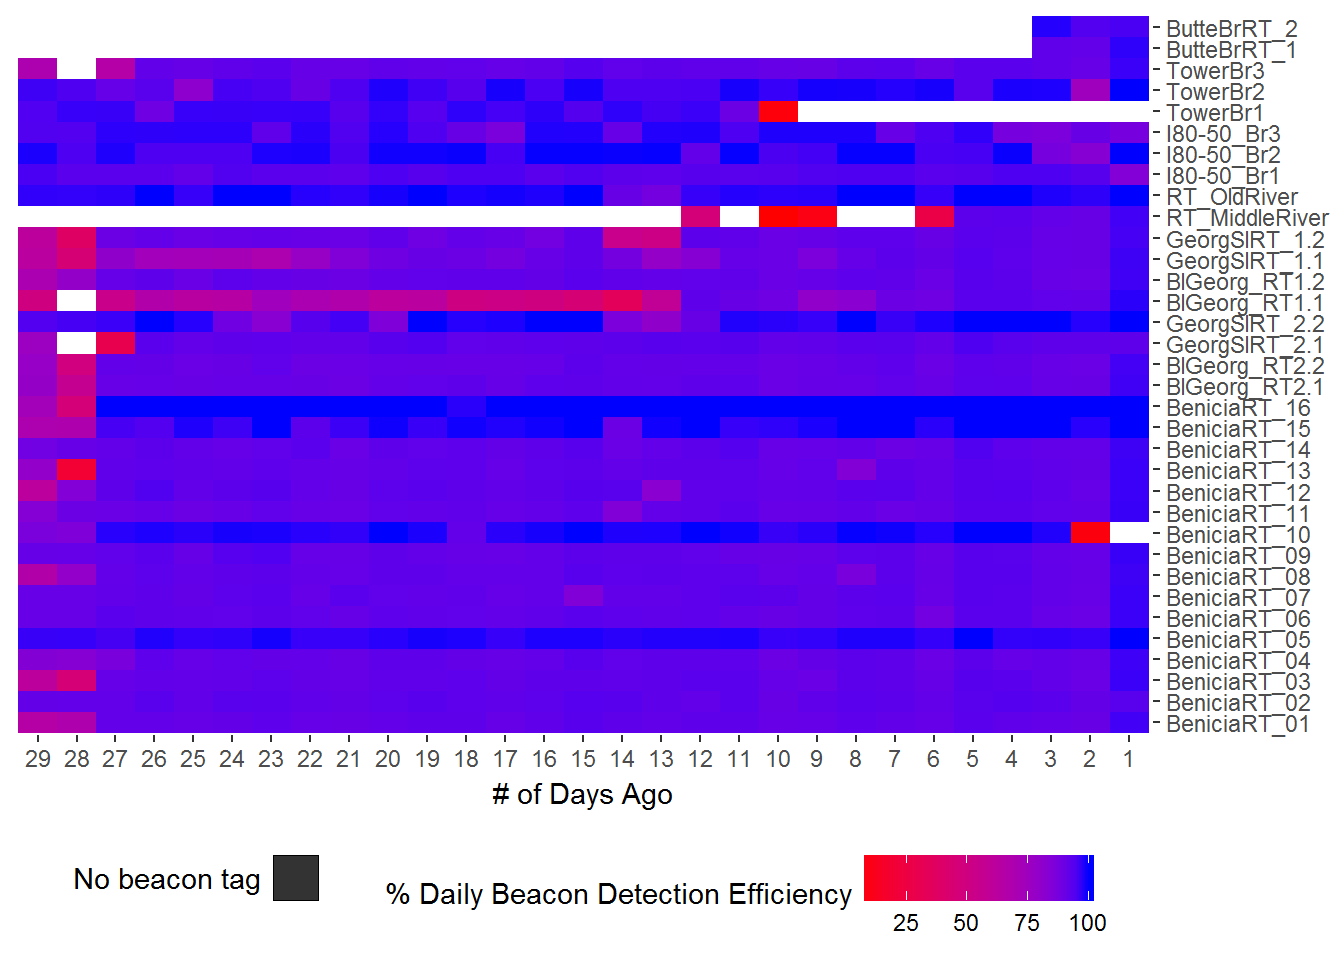 ButteBrRT_2
ButteBrRT_1
TowerBr3
TowerBr2
TowerBr1
I80-50_Br3
I80-50_Br2
I80-50_Br1
RT_OldRiver
RT_MiddleRiver
GeorgSlRT_1.2
GeorgSlRT_1.1
BlGeorg_RT1.2
BlGeorg_RT1.1
GeorgSlRT_2.2
GeorgSlRT_2.1
BlGeorg_RT2.2
BlGeorg_RT2.1
BeniciaRT_16
BeniciaRT_15
BeniciaRT_14
BeniciaRT_13
BeniciaRT_12
BeniciaRT_11
BeniciaRT_10
BeniciaRT_09
BeniciaRT_08
BeniciaRT_07
BeniciaRT_06
BeniciaRT_05
BeniciaRT_04
BeniciaRT_03
BeniciaRT_02
BeniciaRT_01
29 28 27 26 25 24 23 22 21 20 19 18 17 16 15 14 13 12 11 10 9 8 7 6 5 4 3 2 1
# of Days Ago
No beacon tag
% Daily Beacon Detection Efficiency
25 50 75 100